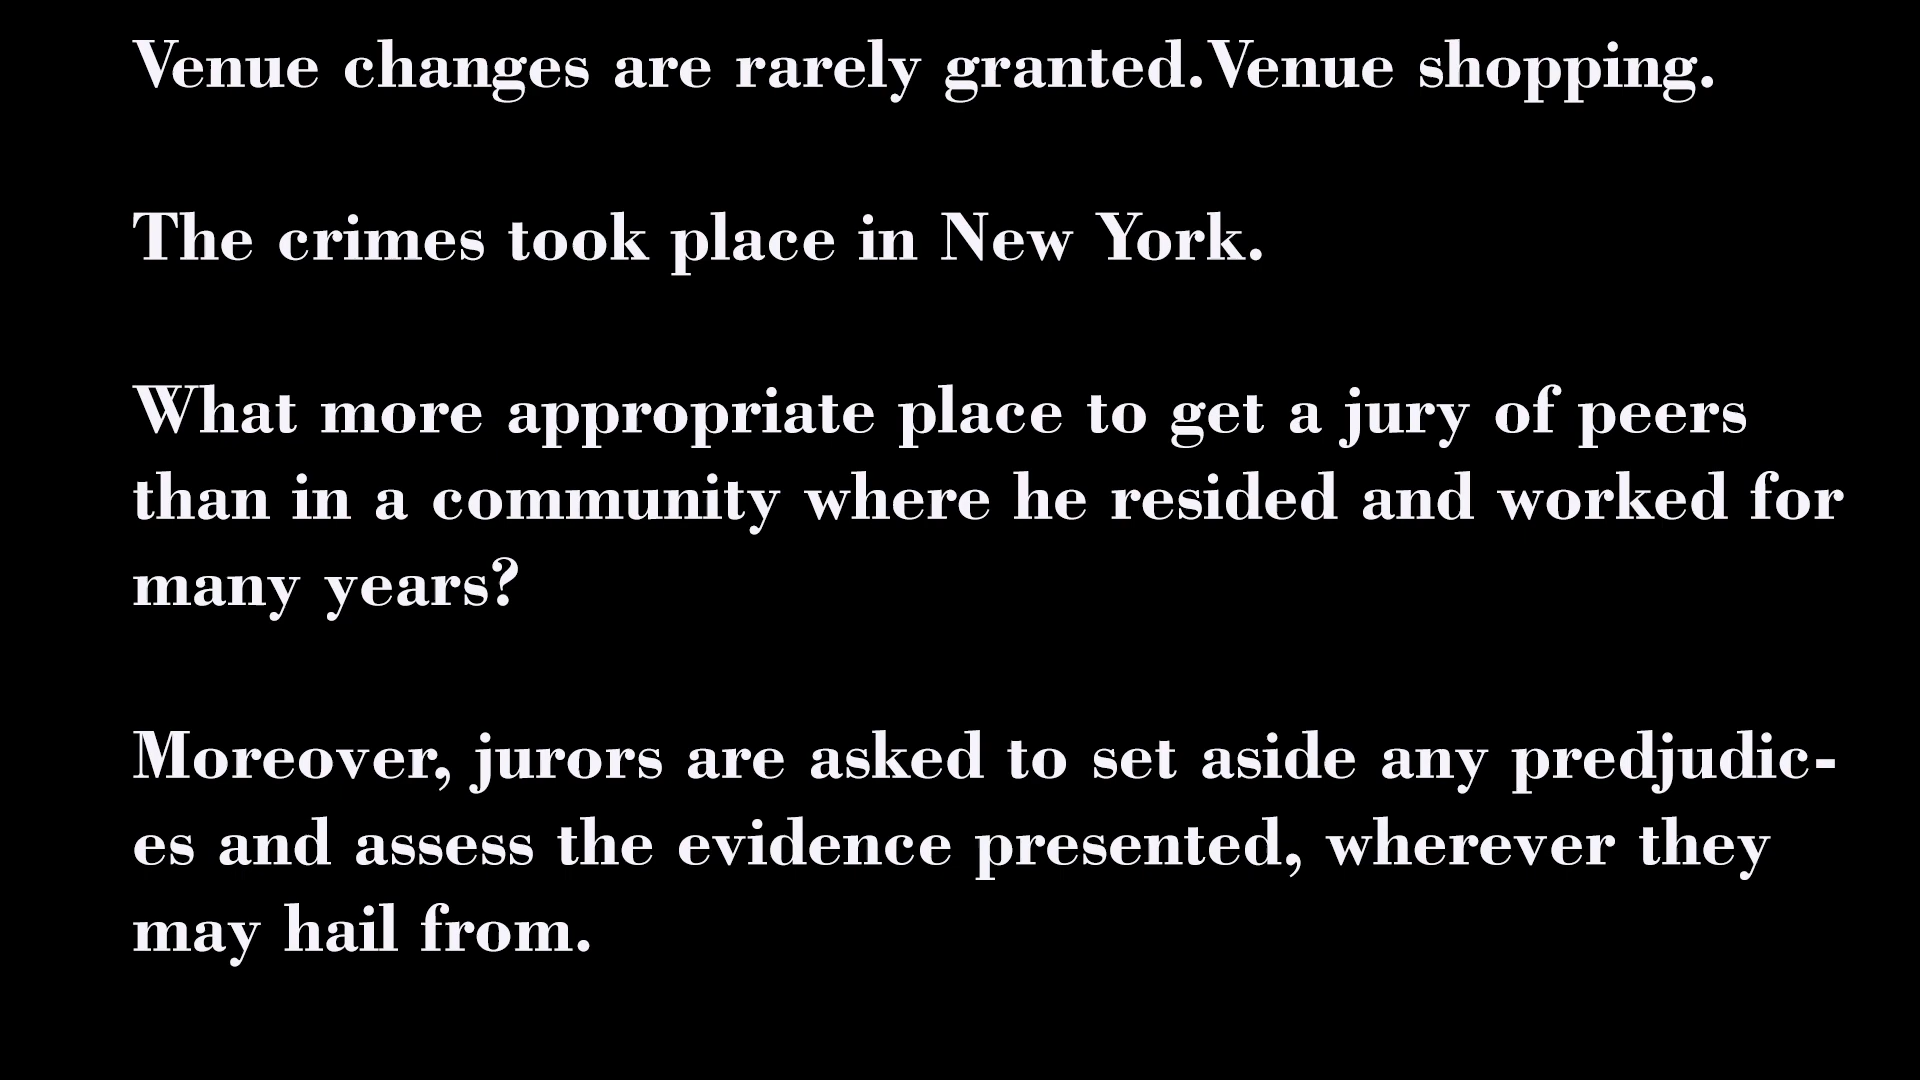 Venue changes are rarely granted.Venue shopping.
The crimes took place in New York.
What more appropriate place to get a jury of peers
than in a community where he resided and worked for
many years?
Moreover, jurors are asked to set aside any predjudic-
es and assess the evidence presented, wherever they
may hail from.